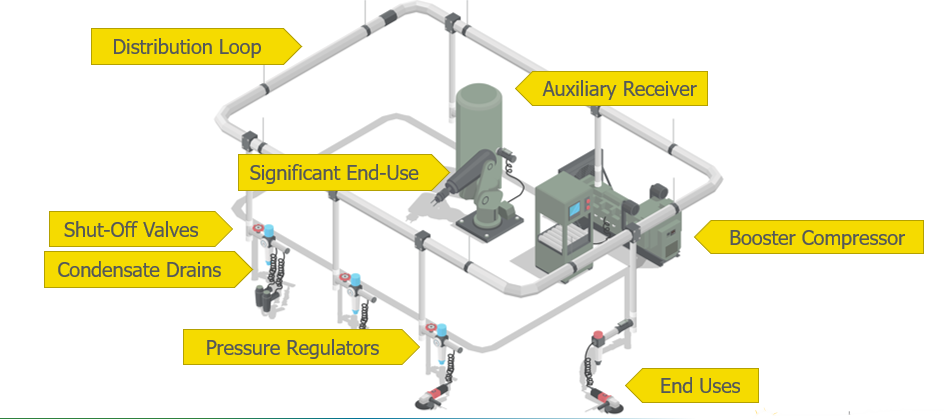 Distribution Loop
Auxiliary Receiver
Significant End-Use
Shut-Off Valves
Booster Compressor
Condensate Drains
Pressure Regulators
End Uses